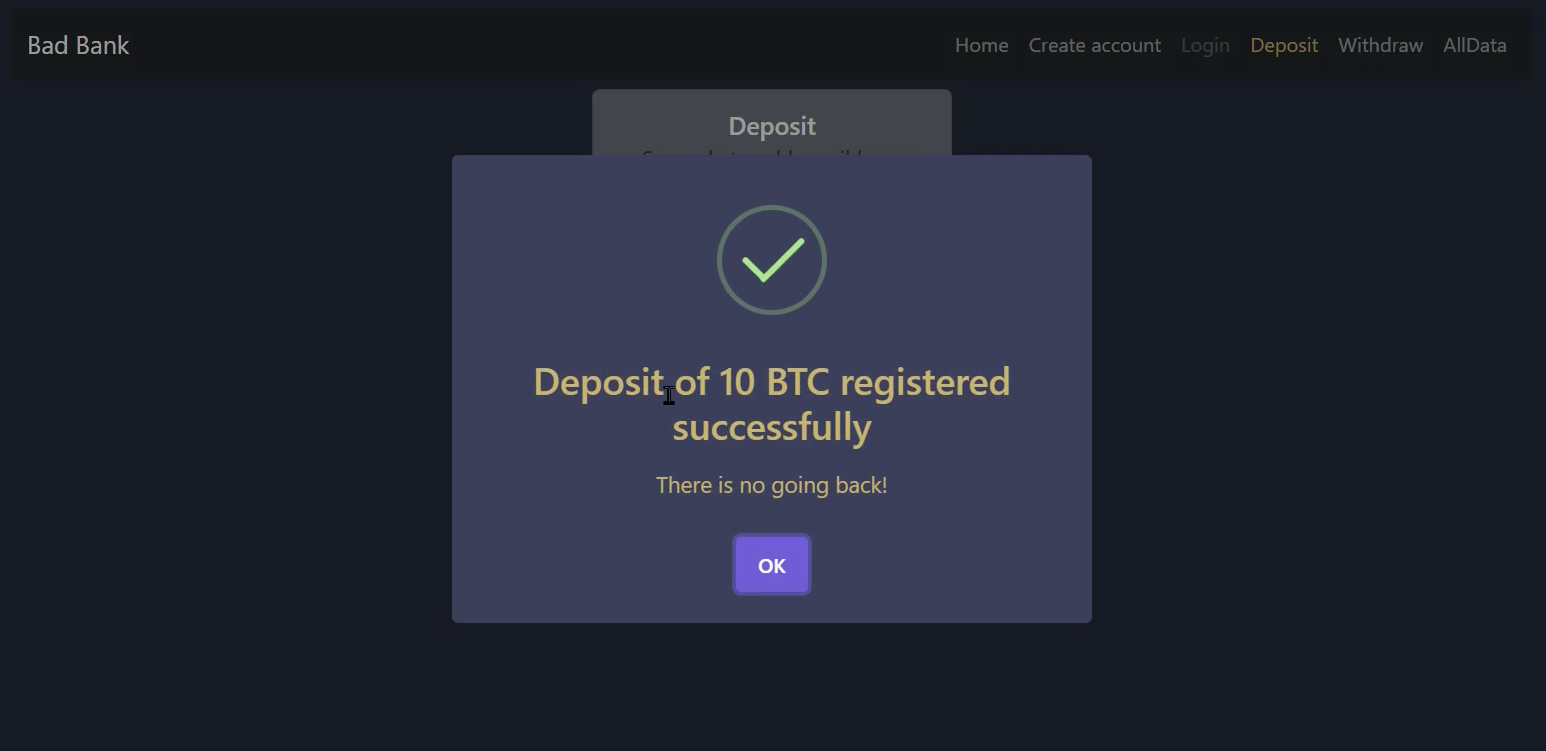 Bad Bank
Home Create account Login Deposit Withdraw AllData
Deposit
Deposit of 10 BTC registered
successfully
There is no going back!
OK